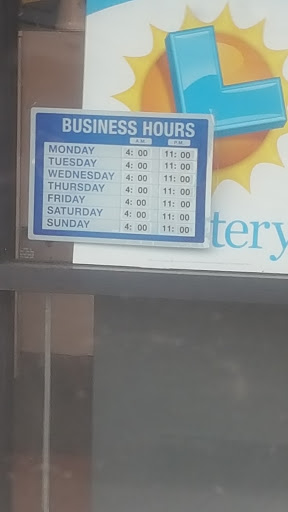 BUSINESS HOURS
A.M. P.M.
MONDAY 4: 00 11: 00
TUESDAY 4: 00 11: 00
WEDNESDAY 4: 00 11: 00
THURSDAY 4: 00 11: 00
FRIDAY 4: 00 11: 00
SATURDAY 4: 00 11: 00
SUNDAY 4: 00 11: 00
L
tery